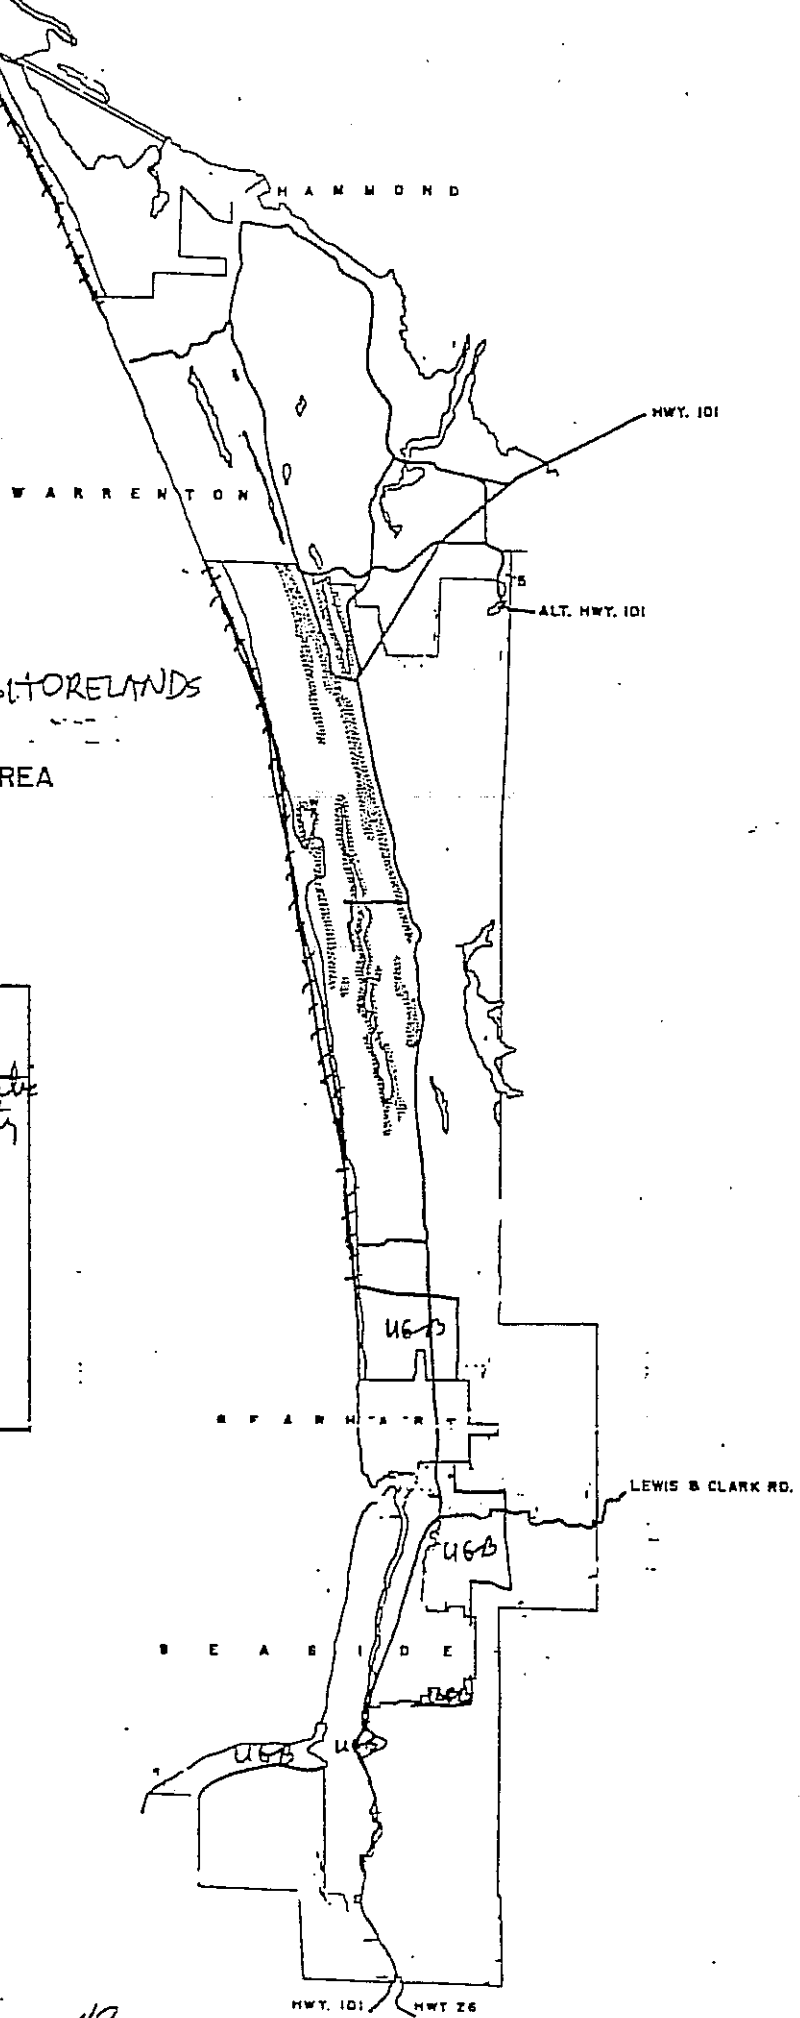 HAMMOND
HWY. 101
WARRENTON
ALT. HWY. 101
SHORELANDS
REA
UGB
GEARHART
LEWIS & CLARK RD.
UGB
SEASIDE
UGB
UGB
HWY. 101
HWY 26